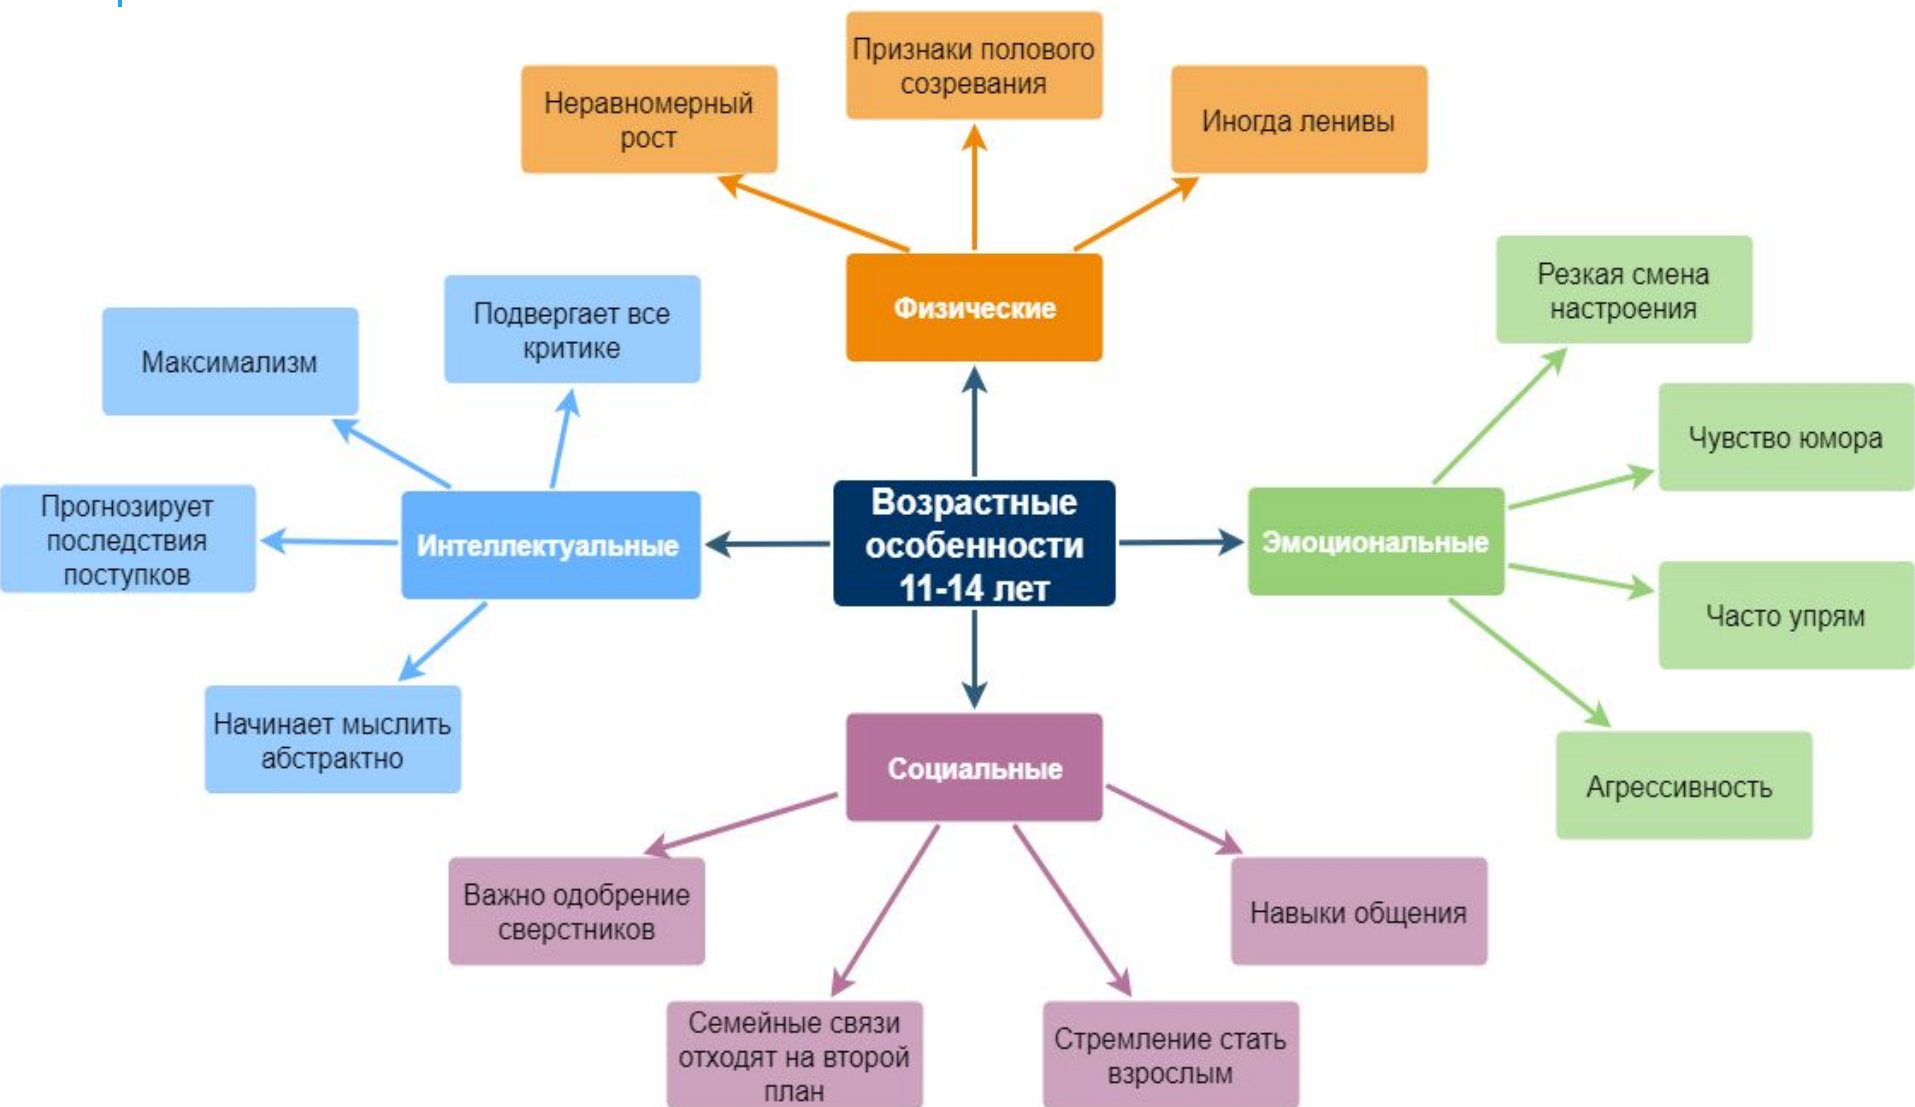 Признаки полового
созревания
Неравномерный
рост
Иногда ленивы
Физические
Резкая смена
настроения
Чувство юмора
Часто упрям
Агрессивность
Эмоциональные
Подвергает все
критике
Максимализм
Прогнозирует
последствия
поступков
Начинает мыслить
абстрактно
Интеллектуальные
Возрастные
особенности
11-14 лет
Социальные
Важно одобрение
сверстников
Семейные связи
отходят на второй
план
Стремление стать
взрослым
Навыки общения